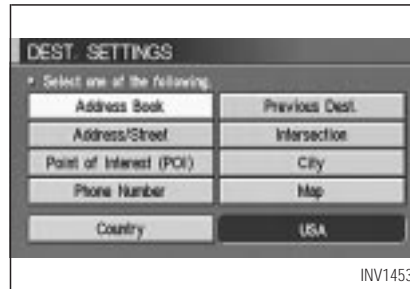 DEST. SETTINGS
Select one of the following.
Address Book
Previous Dest.
Address/Street
Intersection
Point of Interest (POI)
City
Phone Number
Map
Country
USA
INV1453